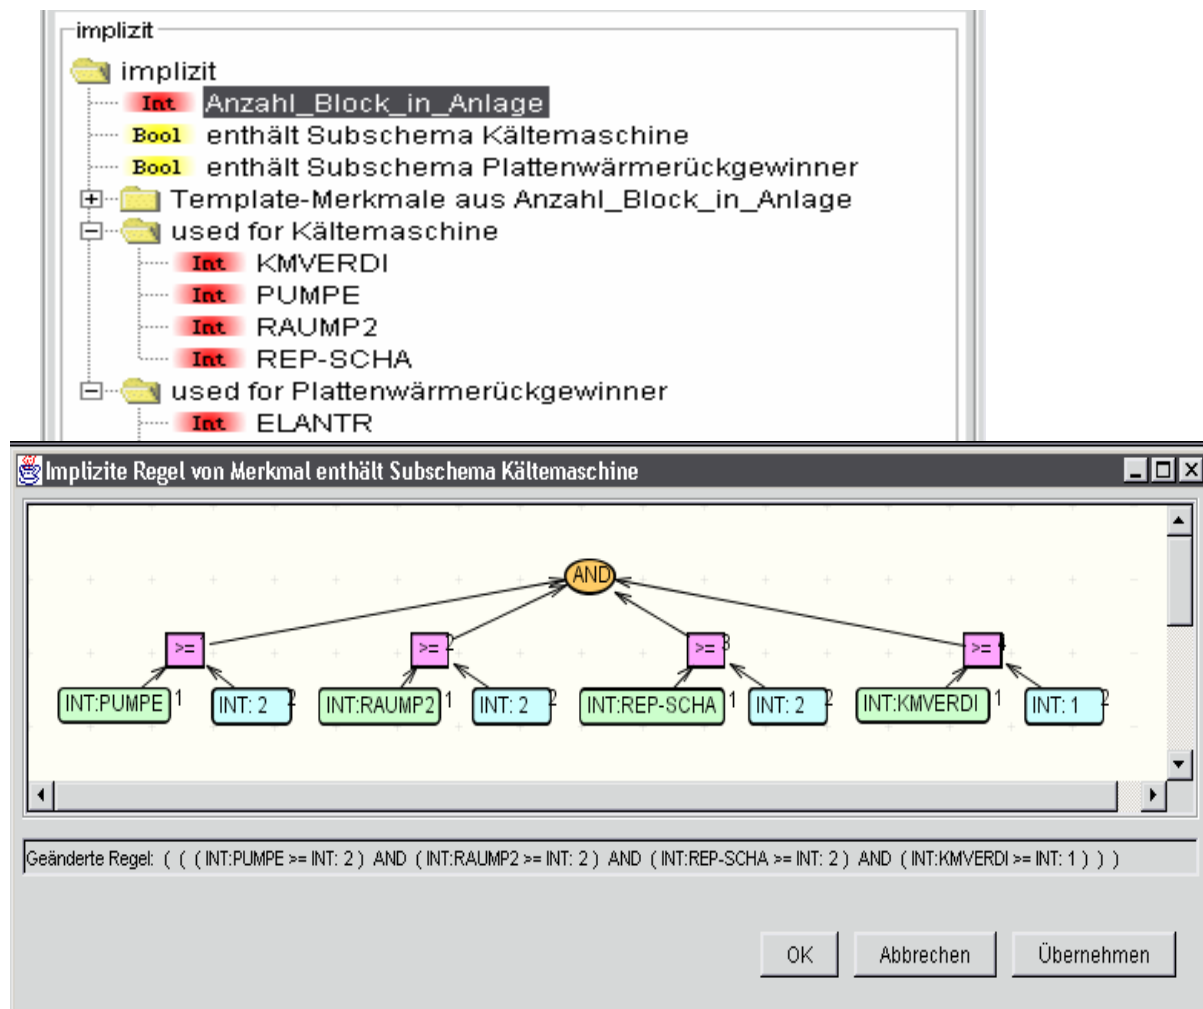 implizit
implizit
Int Anzahl_Block_in_Anlage
Bool enthält Subschema Kältemaschine
Bool enthält Subschema Plattenwärmerückgewinner
Template-Merkmale aus Anzahl_Block_in_Anlage
used for Kältemaschine
Int KMVERDI
Int PUMPE
Int RAUMP2
Int REP-SCHA
used for Plattenwärmerückgewinner
Int ELANTR
Implizite Regel von Merkmal enthält Subschema Kältemaschine
AND
>= 1 >= 2 >= 3 >= 4
INT:PUMPE 1 INT: 2 2 INT:RAUMP2 1 INT: 2 2 INT:REP-SCHA 1 INT: 2 2 INT:KMVERDI 1 INT: 1 2
Geänderte Regel: ( ( ( INT:PUMPE >= INT: 2 ) AND ( INT:RAUMP2 >= INT: 2 ) AND ( INT:REP-SCHA >= INT: 2 ) AND ( INT:KMVERDI >= INT: 1 ) ) )
OK Abbrechen Übernehmen